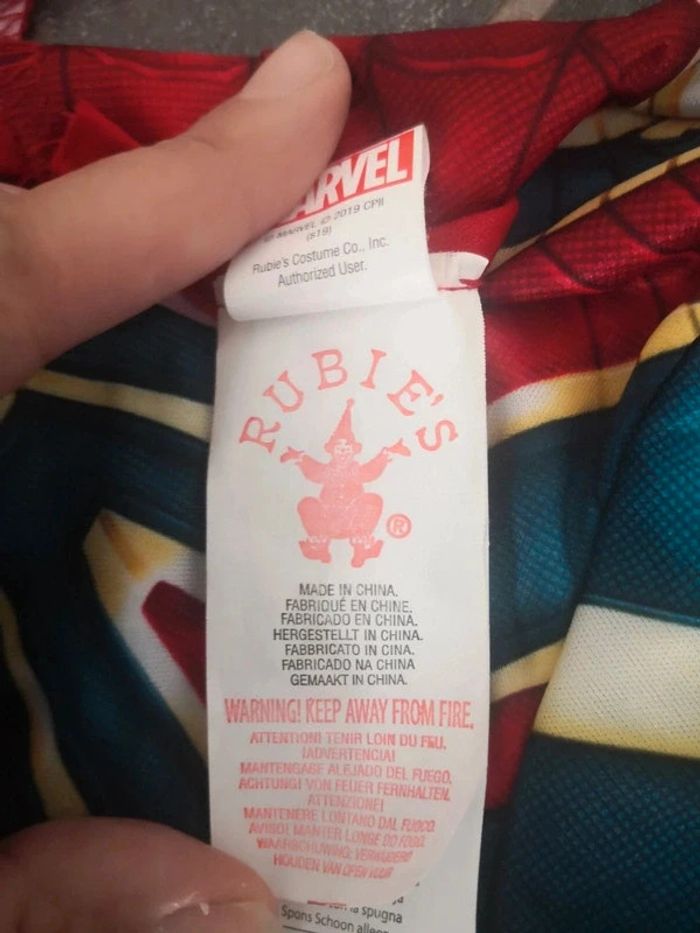 ARVEL
MARVEL © 2019 CPII
(s19)
Rubie's Costume Co., Inc.
Authorized User.
RUBIE'S
®
MADE IN CHINA.
FABRIQUÉ EN CHINE.
FABRICADO EN CHINA.
HERGESTELLT IN CHINA.
FABBRICATO IN CINA.
FABRICADO NA CHINA
GEMAAKT IN CHINA.
WARNING! KEEP AWAY FROM FIRE.
ATTENTION! TENIR LOIN DU FEU.
¡ADVERTENCIA!
MANTENGASE ALEJADO DEL FUEGO.
ACHTUNG! VON FEUER FERNHALTEN.
ATTENZIONE!
MANTENERE LONTANO DAL FUOCO
AVISO! MANTER LONGE DO FOGO.
WAARSCHUWING: VERWIJDERD
HOUDEN VAN OPEN VUUR
spugna
Spons Schoon